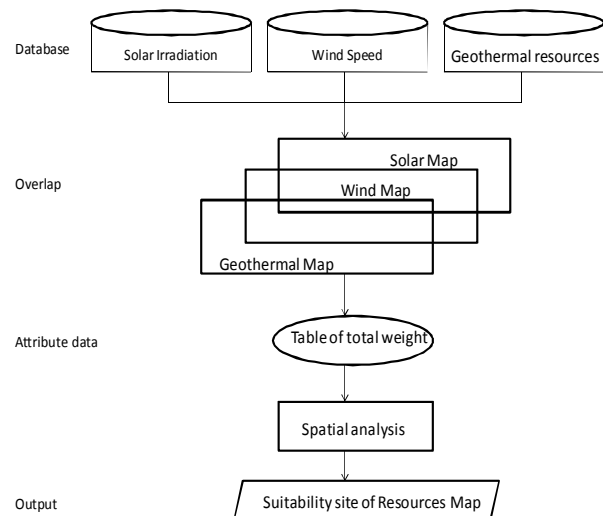 Database
Solar Irradiation
Wind Speed
Geothermal resources
Overlap
Solar Map
Wind Map
Geothermal Map
Attribute data
Table of total weight
Spatial analysis
Output
Suitability site of Resources Map